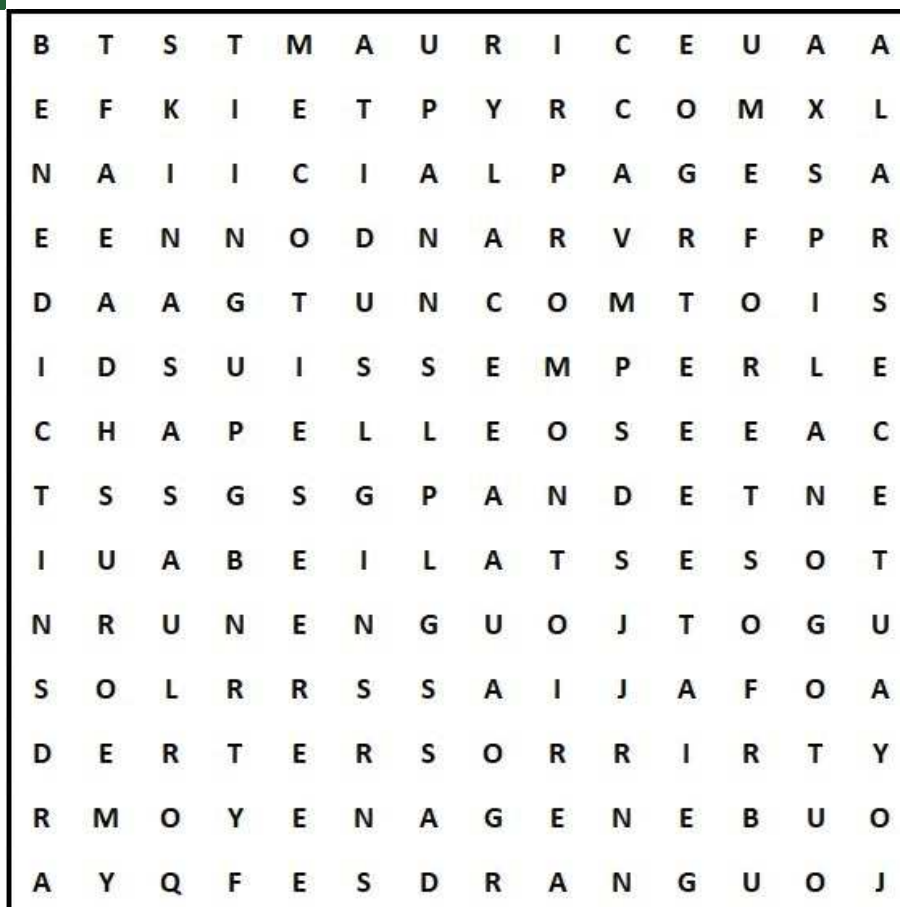 B T S T M A U R I C E U A A
E F K I E T P Y R C O M X L
N A I I C I A L P A G E S A
E E N N O D N A R V R F P R
D A A G T U N C O M T O I S
I D S U I S S E M P E R L E
C H A P E L L E O S E E A C
T S S G S G P A N D E T N E
I U A B E I L A T S E S O T
N R U N E N G U O J T O G U
S O L R R S S A I J A F O A
D E R T E R S O R R I R T Y
R M O Y E N A G E N E B U O
A Y Q F E S D R A N G U O J